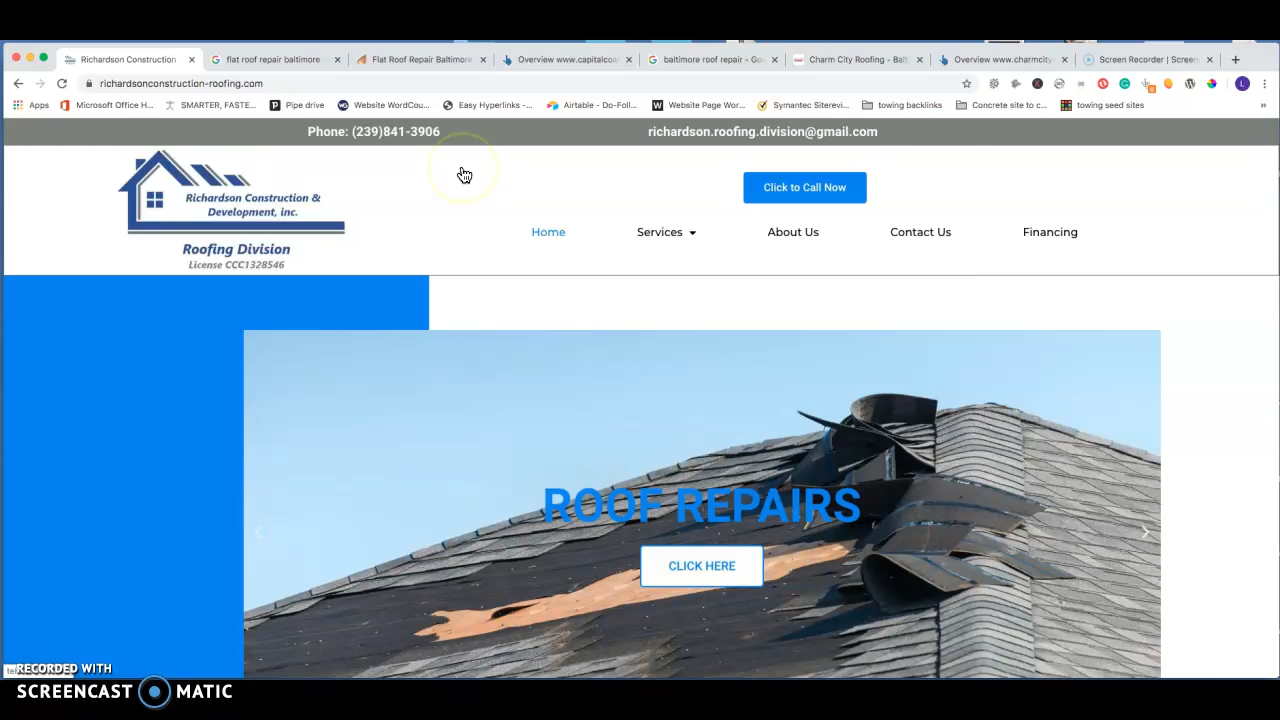 Richardson Construction
flat roof repair baltimore
Flat Roof Repair Baltimore
Overview www.capitalcoa
baltimore roof repair - Goo
Charm City Roofing - Balt
Overview www.charmcity
Screen Recorder | Screen
richardsonconstruction-roofing.com
L
Apps
Microsoft Office H...
SMARTER, FASTE...
Pipe drive
Website WordCou...
Easy Hyperlinks -...
Airtable - Do-Foll...
Website Page Wor...
Symantec Siterevi...
towing backlinks
Concrete site to c...
towing seed sites
Phone: (239)841-3906
richardson.roofing.division@gmail.com
Richardson Construction &
Development, inc.
Roofing Division
License CCC1328546
Click to Call Now
Home
Services
About Us
Contact Us
Financing
ROOF REPAIRS
CLICK HERE
RECORDED WITH
SCREENCAST MATIC